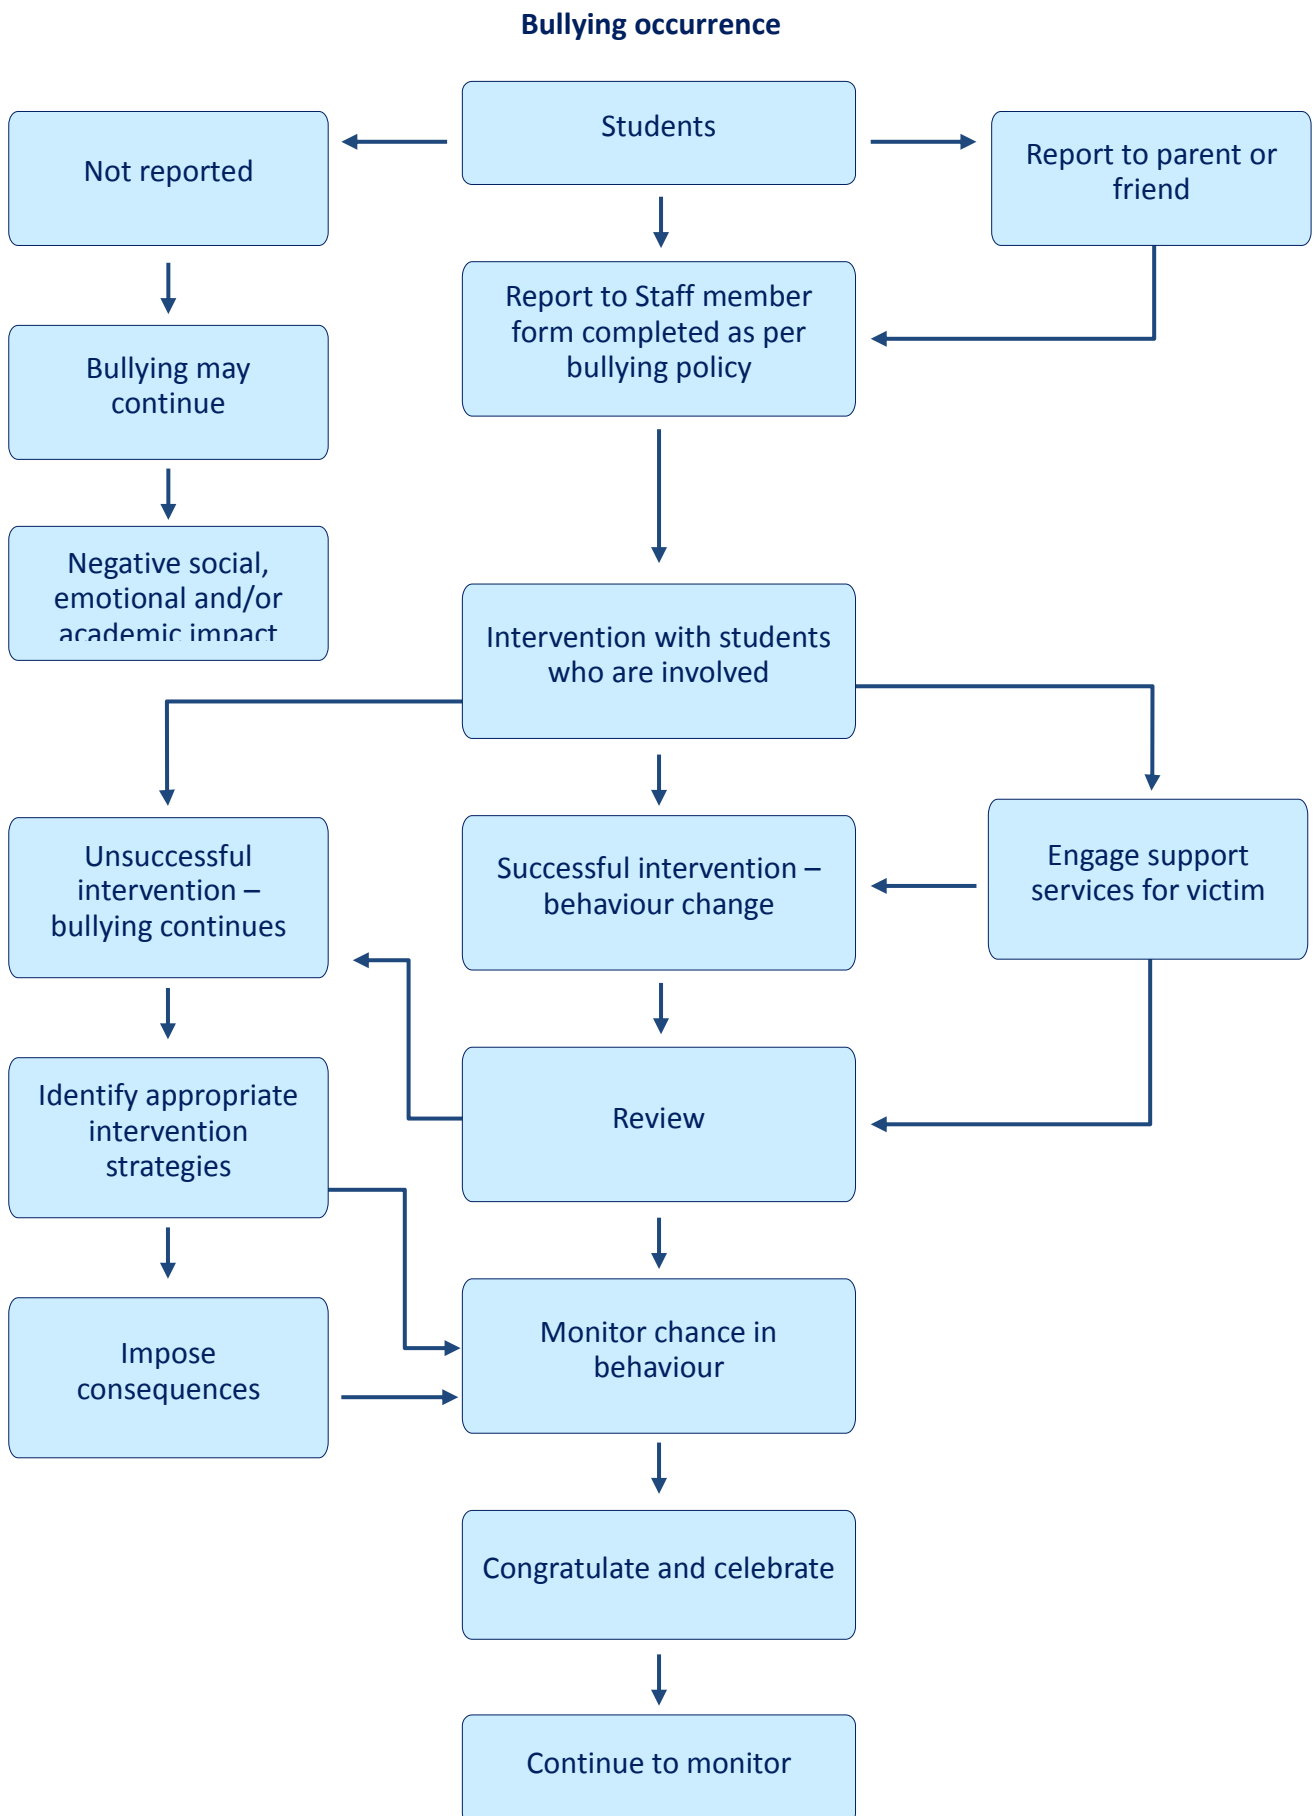 Bullying occurrence
Students
Not reported
Report to parent or
friend
Report to Staff member
form completed as per
bullying policy
Bullying may
continue
Negative social,
emotional and/or
academic impact
Intervention with students
who are involved
Unsuccessful
intervention –
bullying continues
Successful intervention –
behaviour change
Engage support
services for victim
Identify appropriate
intervention
strategies
Review
Impose
consequences
Monitor chance in
behaviour
Congratulate and celebrate
Continue to monitor